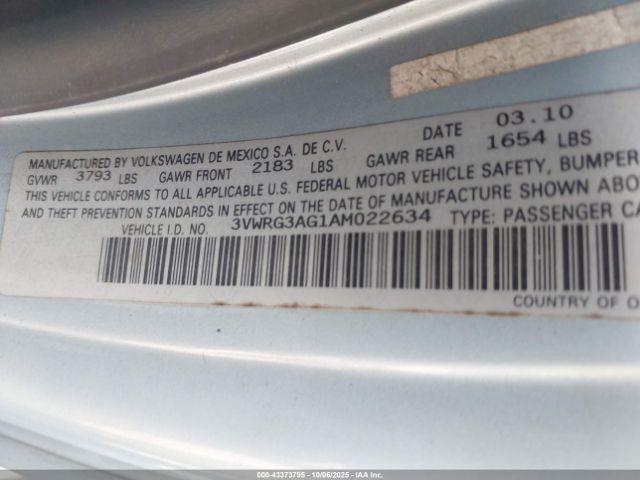 MANUFACTURED BY VOLKSWAGEN DE MEXICO S.A. DE C.V. DATE 03.10
GVWR 3793 LBS GAWR FRONT 2183 LBS GAWR REAR 1654 LBS
THIS VEHICLE CONFORMS TO ALL APPLICABLE U.S. FEDERAL MOTOR VEHICLE SAFETY, BUMPER
AND THEFT PREVENTION STANDARDS IN EFFECT ON THE DATE OF MANUFACTURE SHOWN ABO
VEHICLE I.D. NO. 3VWRG3AG1AM022634 TYPE: PASSENGER CA
COUNTRY OF O
000-43373795 | 10/06/2025 | IAAI.COM